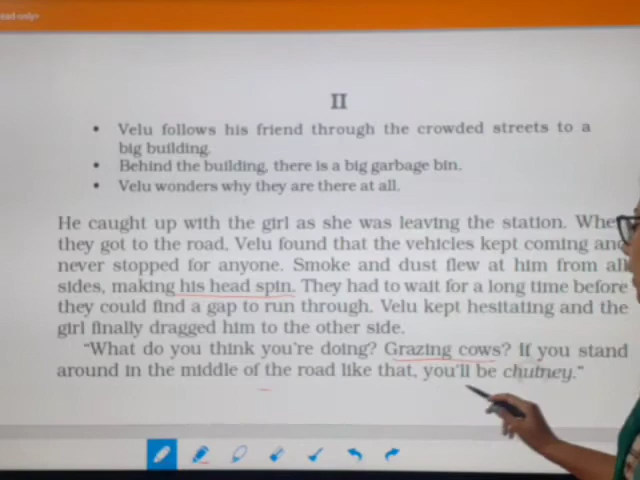 ead-only>
II
• Velu follows his friend through the crowded streets to a
big building.
• Behind the building, there is a big garbage bin.
• Velu wonders why they are there at all.
He caught up with the girl as she was leaving the station. When
they got to the road, Velu found that the vehicles kept coming and
never stopped for anyone. Smoke and dust flew at him from all
sides, making his head spin. They had to wait for a long time before
they could find a gap to run through. Velu kept hesitating and the
girl finally dragged him to the other side.
“What do you think you’re doing? Grazing cows? If you stand
around in the middle of the road like that, you’ll be chutney.”